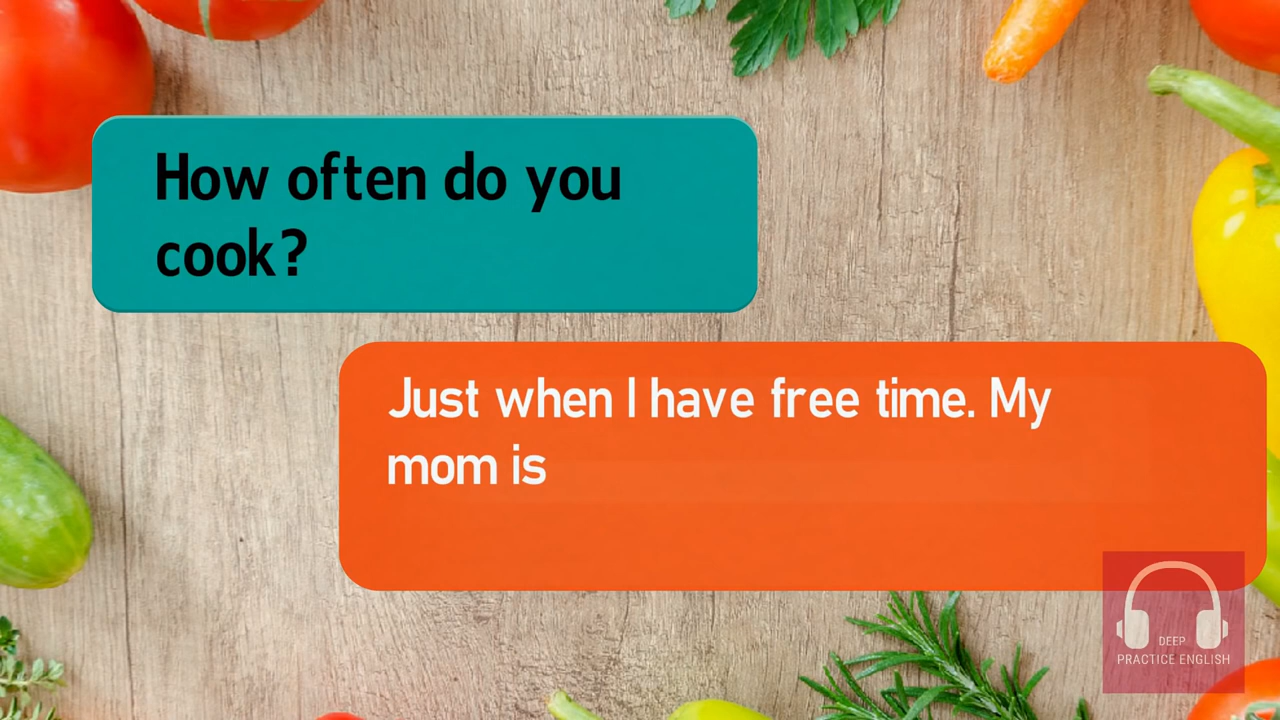 How often do you
cook?
Just when I have free time. My
mom is
DEEP
PRACTICE ENGLISH